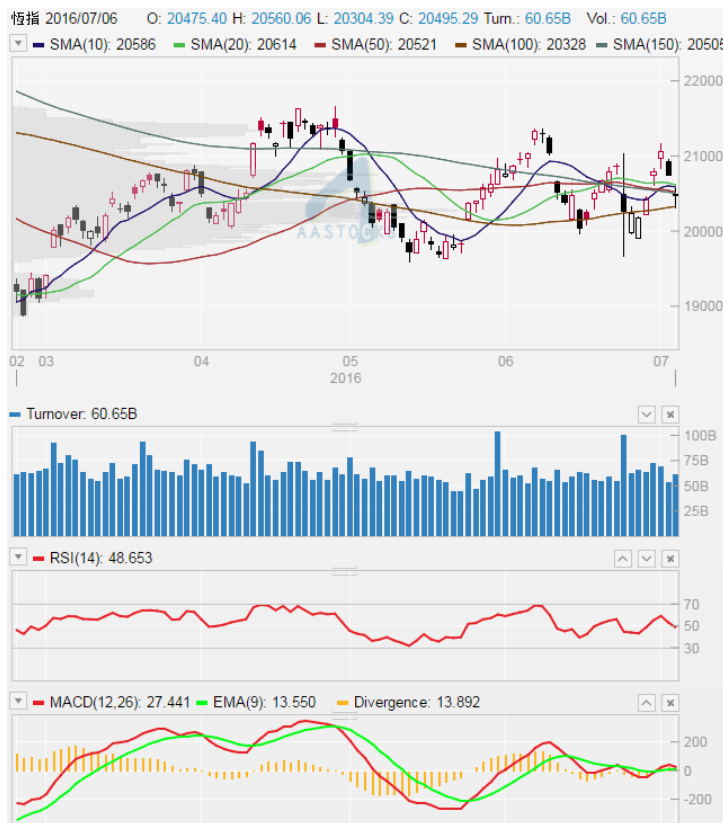 恆指 2016/07/06 O: 20475.40 H: 20560.06 L: 20304.39 C: 20495.29 Turn.: 60.65B Vol.: 60.65B
SMA(10): 20586 SMA(20): 20614 SMA(50): 20521 SMA(100): 20328 SMA(150): 20505
22000
21000
20000
19000
AASTOCKS
02 03 04 05 06 07
2016
Turnover: 60.65B
100B
75B
50B
25B
RSI(14): 48.653
70
50
30
MACD(12,26): 27.441 EMA(9): 13.550 Divergence: 13.892
200
0
-200